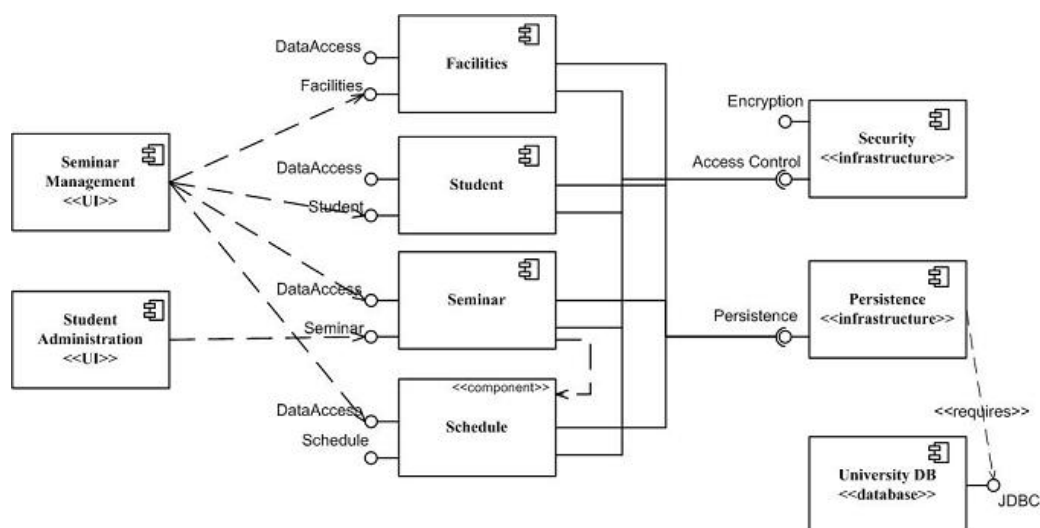 DataAccess
Facilities
Facilities
Encryption
Security
<<infrastructure>>
Access Control
Seminar
Management
<<UI>>
DataAccess
Student
Student
DataAccess
Seminar
Seminar
Persistence
<<infrastructure>>
Persistence
Student
Administration
<<UI>>
<<component>>
DataAccess
Schedule
Schedule
<<requires>>
University DB
<<database>>
JDBC